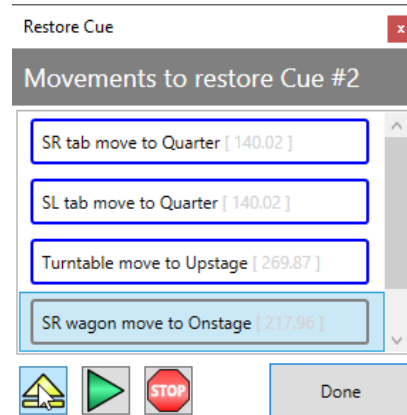 Restore Cue
x
Movements to restore Cue #2
SR tab move to Quarter [ 140.02 ]
SL tab move to Quarter [ 140.02 ]
Turntable move to Upstage [ 269.87 ]
SR wagon move to Onstage [ 217.96 ]
STOP
Done